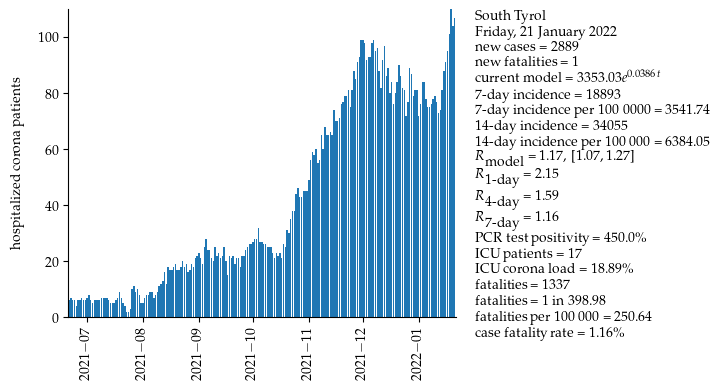 South Tyrol
Friday, 21 January 2022
new cases = 2889
new fatalities = 1
current model = 3353.03e^0.0386 t
7-day incidence = 18893
7-day incidence per 100 0000 = 3541.74
14-day incidence = 34055
14-day incidence per 100 000 = 6384.05
R_model = 1.17, [1.07, 1.27]
R_1-day = 2.15
R_4-day = 1.59
R_7-day = 1.16
PCR test positivity = 450.0%
ICU patients = 17
ICU corona load = 18.89%
fatalities = 1337
fatalities = 1 in 398.98
fatalities per 100 000 = 250.64
case fatality rate = 1.16%
hospitalized corona patients
100
80
60
40
20
0
2021−07
2021−08
2021−09
2021−10
2021−11
2021−12
2022−01